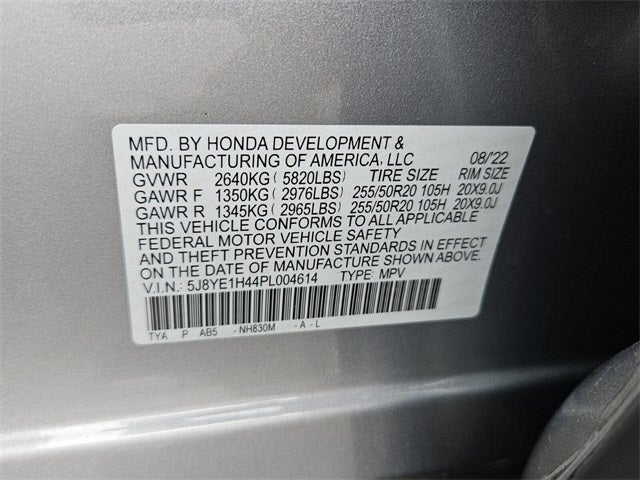 MFD. BY HONDA DEVELOPMENT &
MANUFACTURING OF AMERICA, LLC 08/'22
GVWR 2640KG ( 5820LBS) TIRE SIZE RIM SIZE
GAWR F 1350KG ( 2976LBS) 255/50R20 105H 20X9.0J
GAWR R 1345KG ( 2965LBS) 255/50R20 105H 20X9.0J
THIS VEHICLE CONFORMS TO ALL APPLICABLE
FEDERAL MOTOR VEHICLE SAFETY
AND THEFT PREVENTION STANDARDS IN EFFECT
ON THE DATE OF MANUFACTURE SHOWN ABOVE.
V.I.N.: 5J8YE1H44PL004614 TYPE: MPV
TYA P AB5 -NH830M -A-L